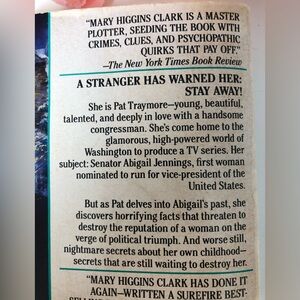 "MARY HIGGINS CLARK IS A MASTER
PLOTTER, SEEDING THE BOOK WITH
CRIMES, CLUES, AND PSYCHOPATHIC
QUIRKS THAT PAY OFF."
—The New York Times Book Review
A STRANGER HAS WARNED HER:
STAY AWAY!
She is Pat Traymore—young, beautiful,
talented, and deeply in love with a handsome
congressman. She's come home to the
glamorous, high-powered world of
Washington to produce a TV series. Her
subject: Senator Abigail Jennings, first woman
nominated to run for vice-president of the
United States.
But as Pat delves into Abigail's past, she
discovers horrifying facts that threaten to
destroy the reputation of a woman on the
verge of political triumph. And worse still,
nightmare secrets about her own childhood—
secrets that are still waiting to destroy her.
"MARY HIGGINS CLARK HAS DONE IT
AGAIN—WRITTEN A SUREFIRE BEST-